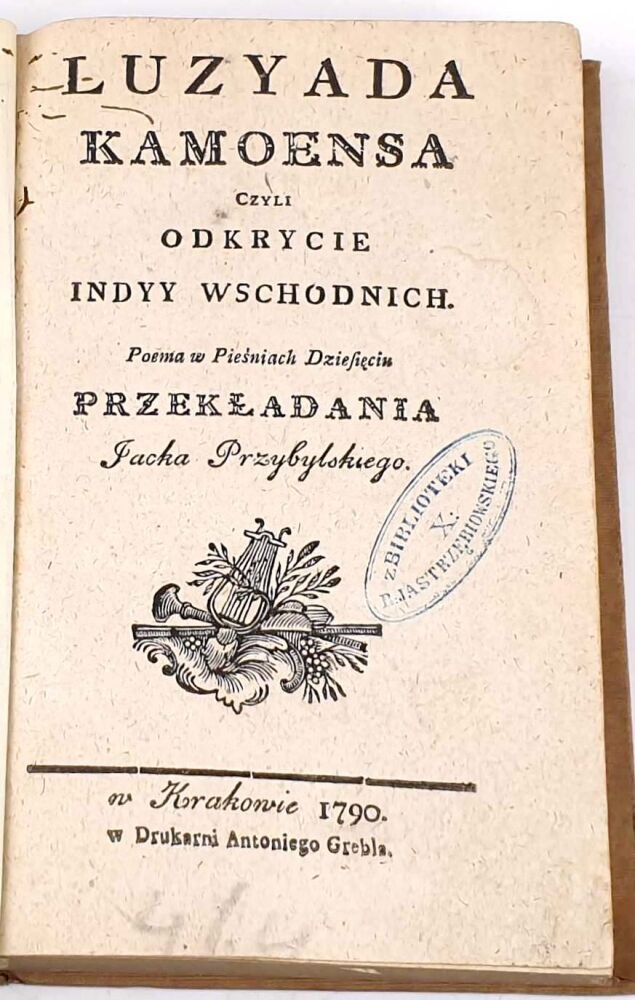 LUZYADA
KAMOENSA
CZYLI
ODKRYCIE
INDYY WSCHODNICH.
Poema w Pieśniach Dzieſięciu
PRZEKŁADANIA
Jacka Przybylskiego.
z BIBLIOTEKI
X:
B. JASTRZĘBIOWSKIEGO
w Krakowie 1790.
w Drukarni Antoniego Grebla.